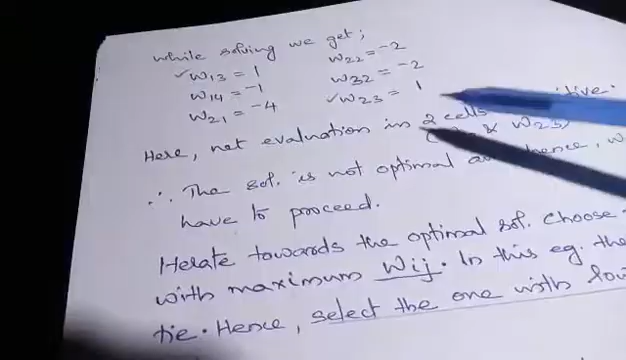 while solving we get;
✓w13 = 1 w22 = -2
w14 = -1 w32 = -2
w21 = -4 ✓w23 = 1
Here, net evaluation in 2 cells
& w23)
∴ The sol. is not optimal hence,
have to proceed.
Iterate towards the optimal sol. Choose
with maximum Wij. In this eg. the
tie. Hence, select the one with